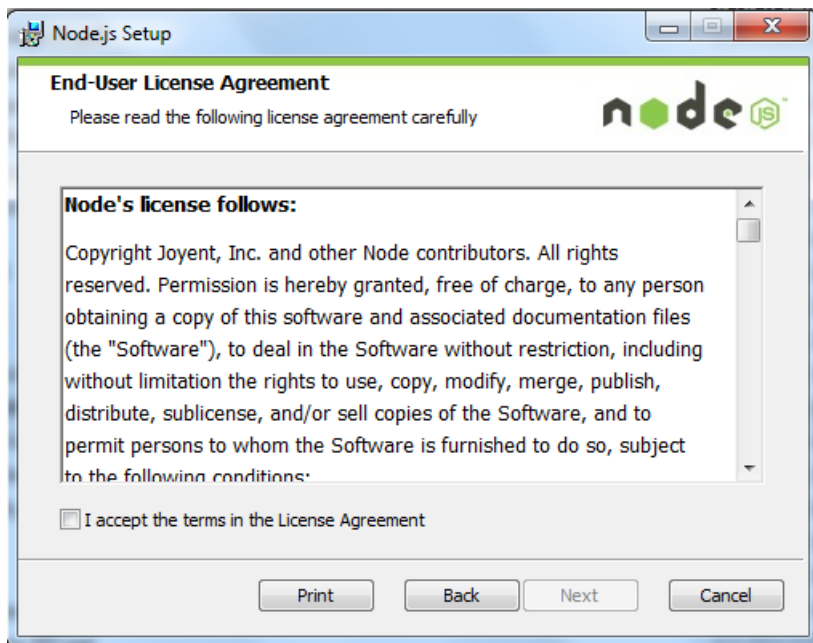 Node.js Setup
End-User License Agreement
Please read the following license agreement carefully
node JS
Node's license follows:
Copyright Joyent, Inc. and other Node contributors. All rights
reserved. Permission is hereby granted, free of charge, to any person
obtaining a copy of this software and associated documentation files
(the "Software"), to deal in the Software without restriction, including
without limitation the rights to use, copy, modify, merge, publish,
distribute, sublicense, and/or sell copies of the Software, and to
permit persons to whom the Software is furnished to do so, subject
to the following conditions:
I accept the terms in the License Agreement
Print Back Next Cancel